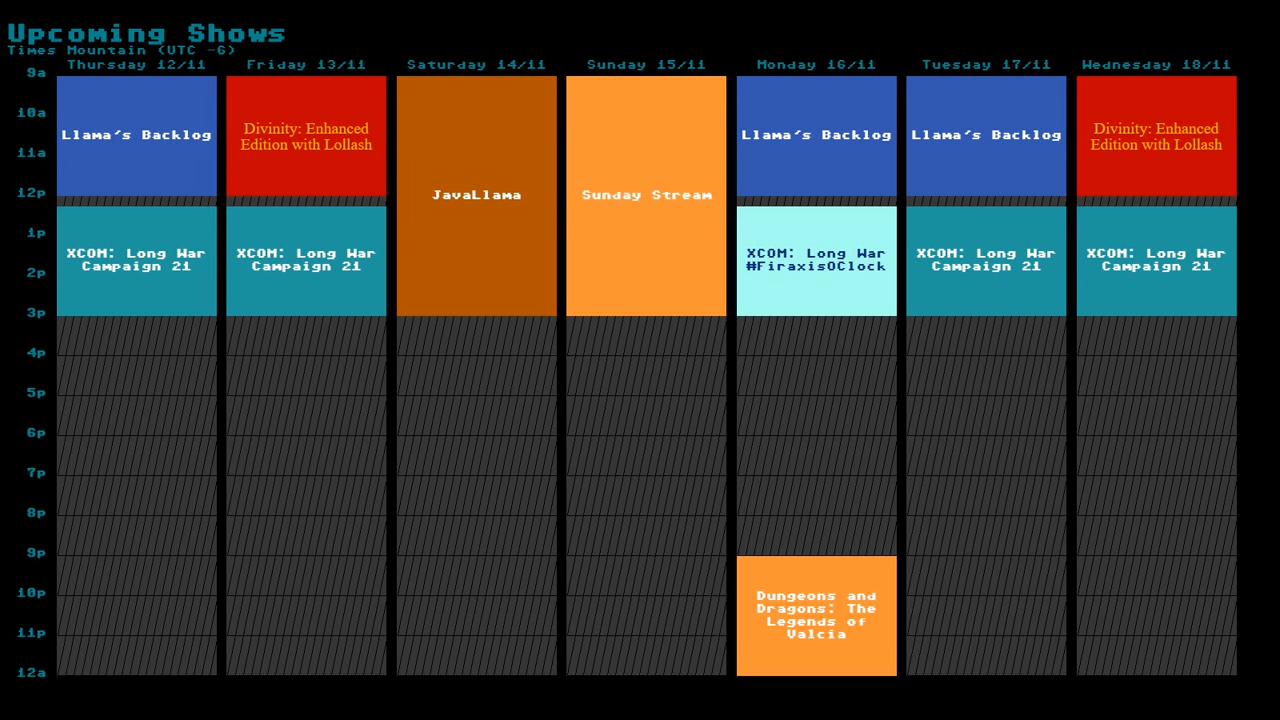 Upcoming Shows
Times Mountain (UTC -6)
Thursday 12/11
Friday 13/11
Saturday 14/11
Sunday 15/11
Monday 16/11
Tuesday 17/11
Wednesday 18/11
9a
10a
11a
12p
1p
2p
3p
4p
5p
6p
7p
8p
9p
10p
11p
12a
Llama's Backlog
XCOM: Long War
Campaign 21
Divinity: Enhanced
Edition with Lollash
XCOM: Long War
Campaign 21
JavaLlama
Sunday Stream
Llama's Backlog
XCOM: Long War
#FiraxisOClock
Dungeons and
Dragons: The
Legends of
Valcia
Llama's Backlog
XCOM: Long War
Campaign 21
Divinity: Enhanced
Edition with Lollash
XCOM: Long War
Campaign 21